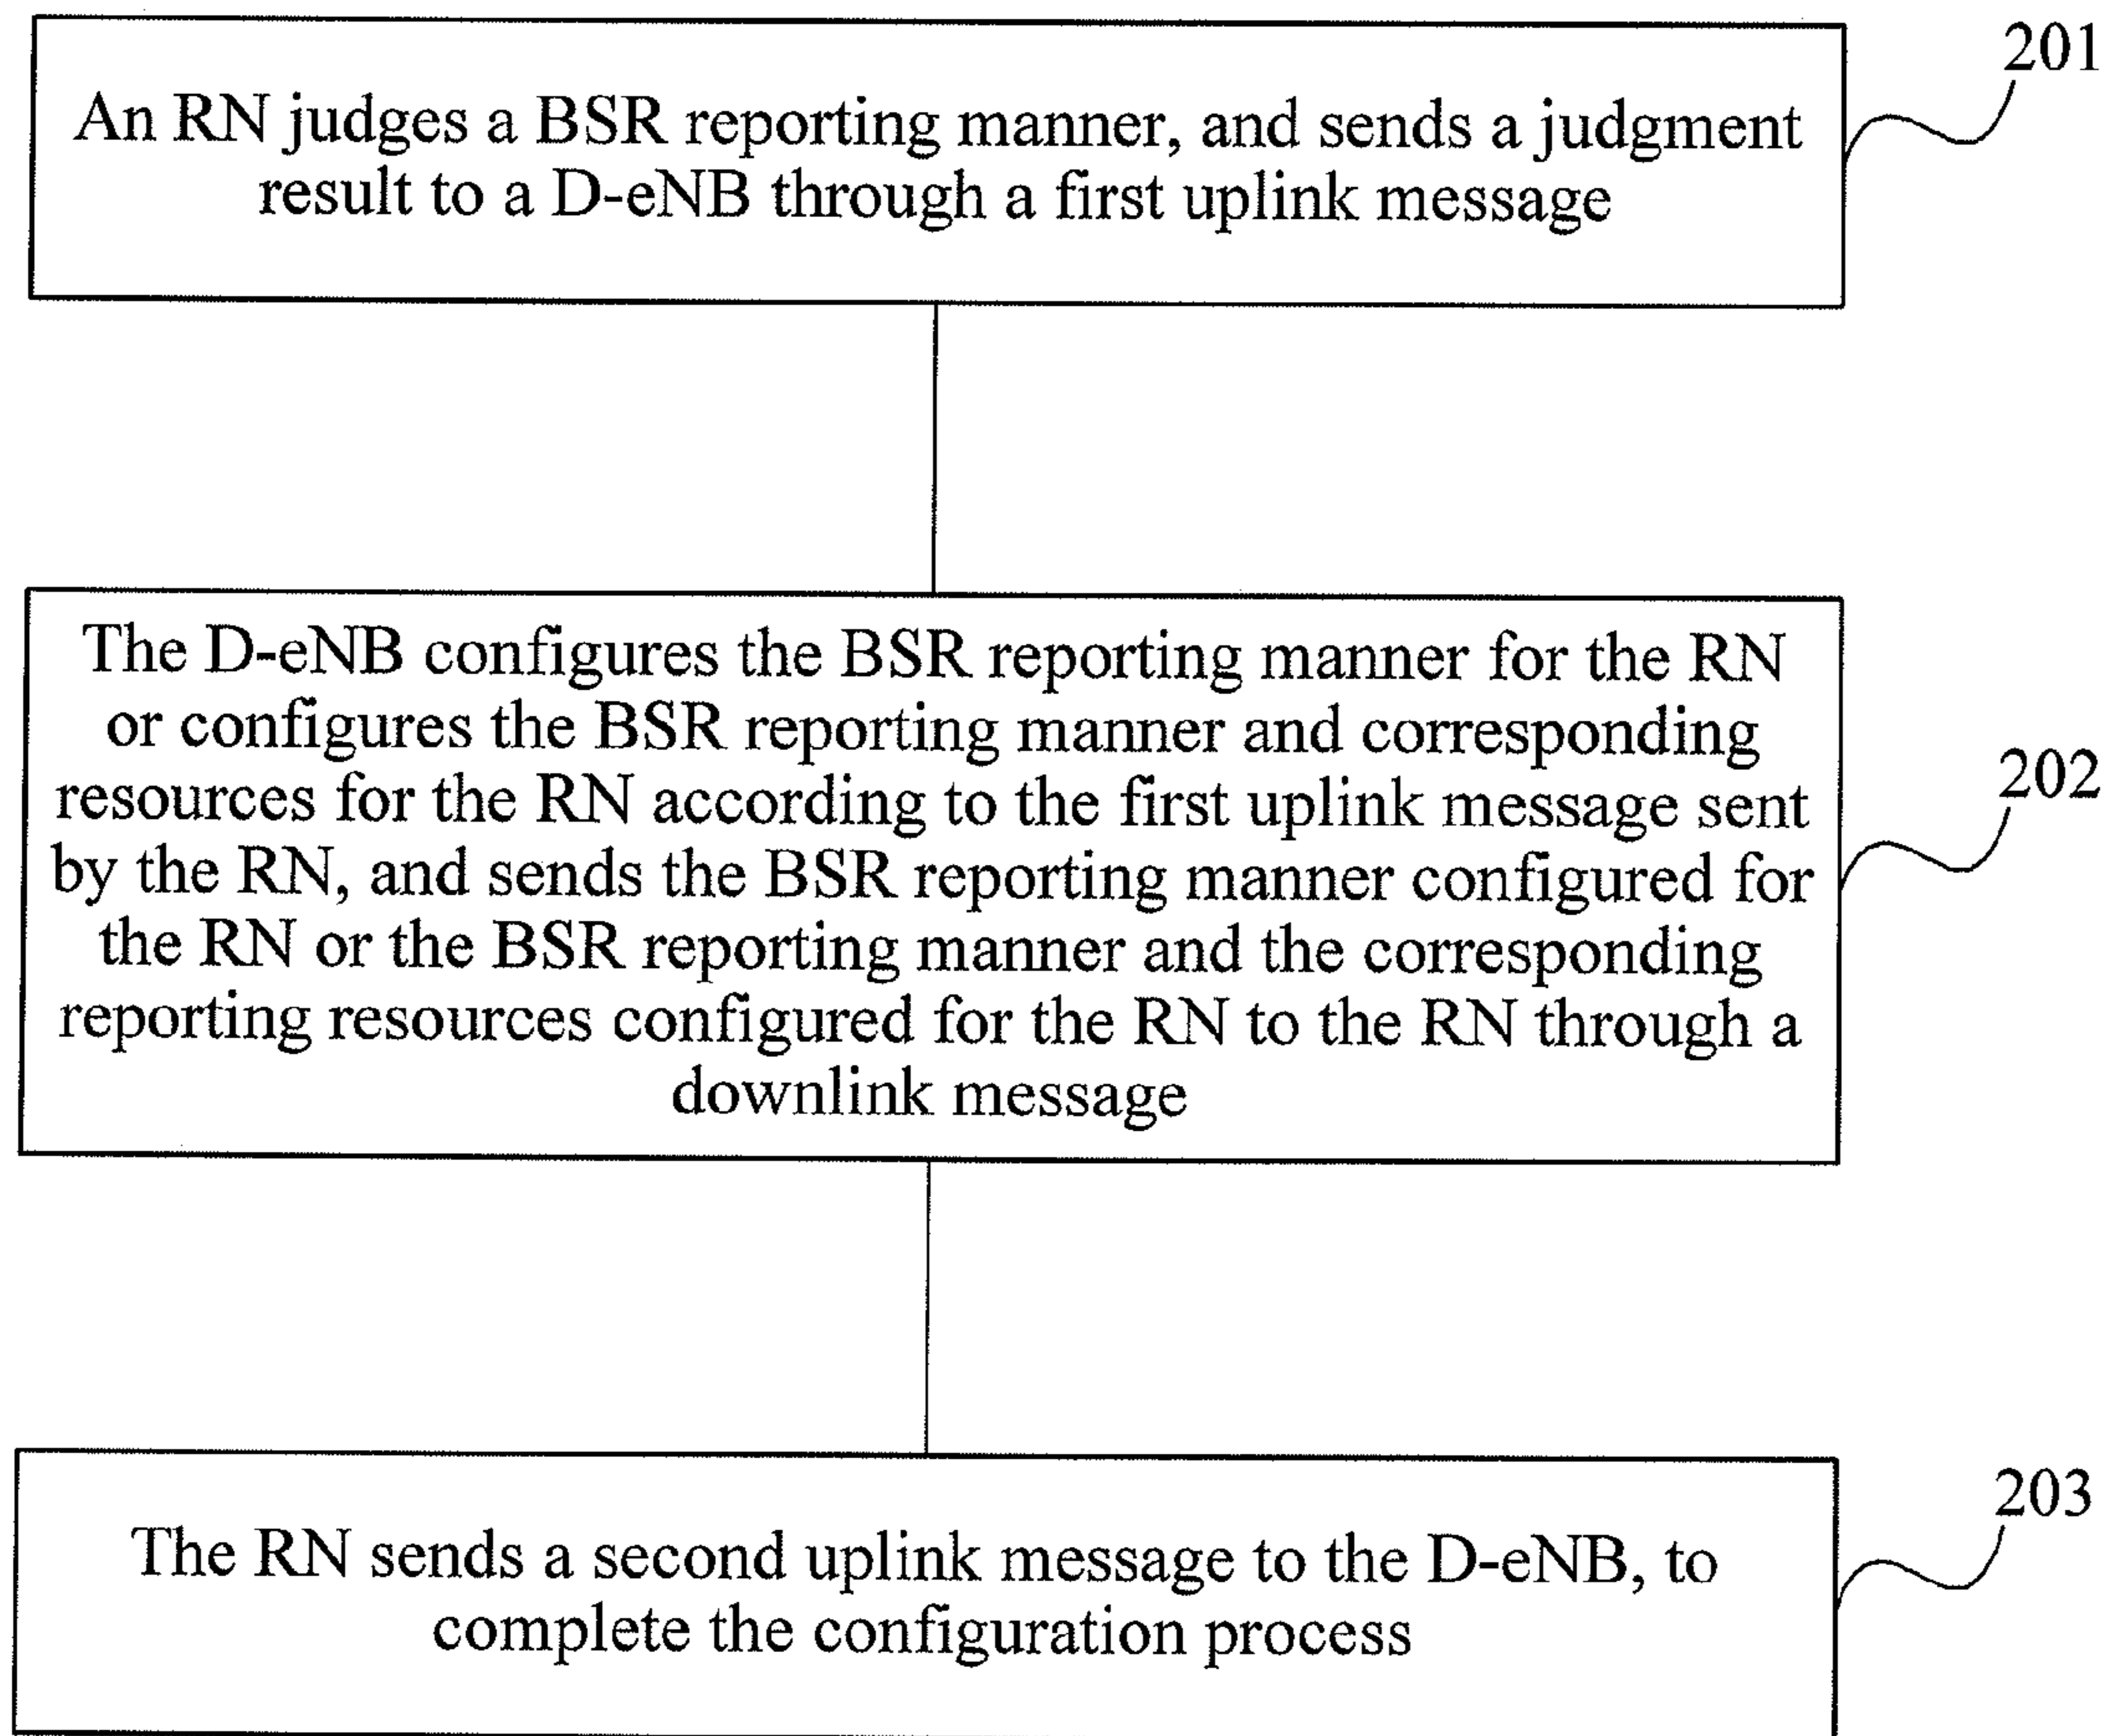 An RN judges a BSR reporting manner, and sends a judgment
result to a D-eNB through a first uplink message
201
The D-eNB configures the BSR reporting manner for the RN
or configures the BSR reporting manner and corresponding
resources for the RN according to the first uplink message sent
by the RN, and sends the BSR reporting manner configured for
the RN or the BSR reporting manner and the corresponding
reporting resources configured for the RN to the RN through a
downlink message
202
The RN sends a second uplink message to the D-eNB, to
complete the configuration process
203